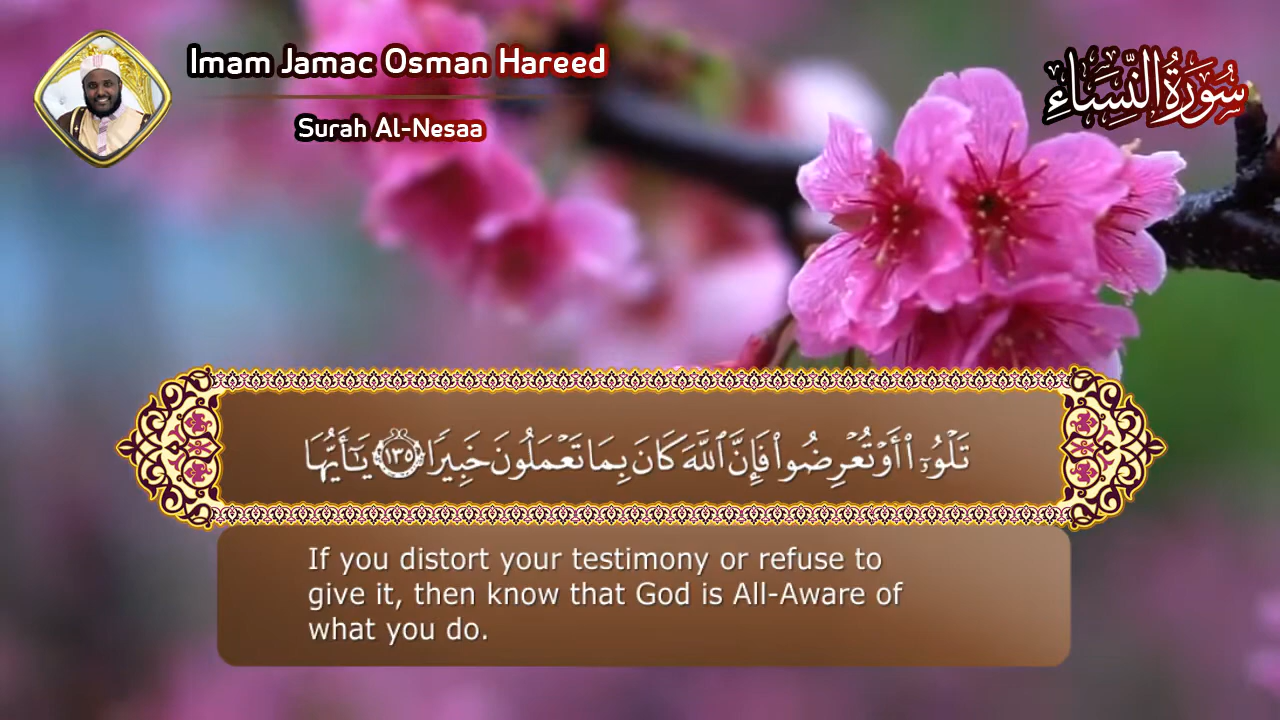 Imam Jamac Osman Hareed
Surah Al-Nesaa
سُورَةُ النِّسَاءِ
تَلْوُۥٓا۟ أَوْ تُعْرِضُوا۟ فَإِنَّ ٱللَّهَ كَانَ بِمَا تَعْمَلُونَ خَبِيرًا ١٣٥ يَٰٓأَيُّهَا
If you distort your testimony or refuse to
give it, then know that God is All-Aware of
what you do.